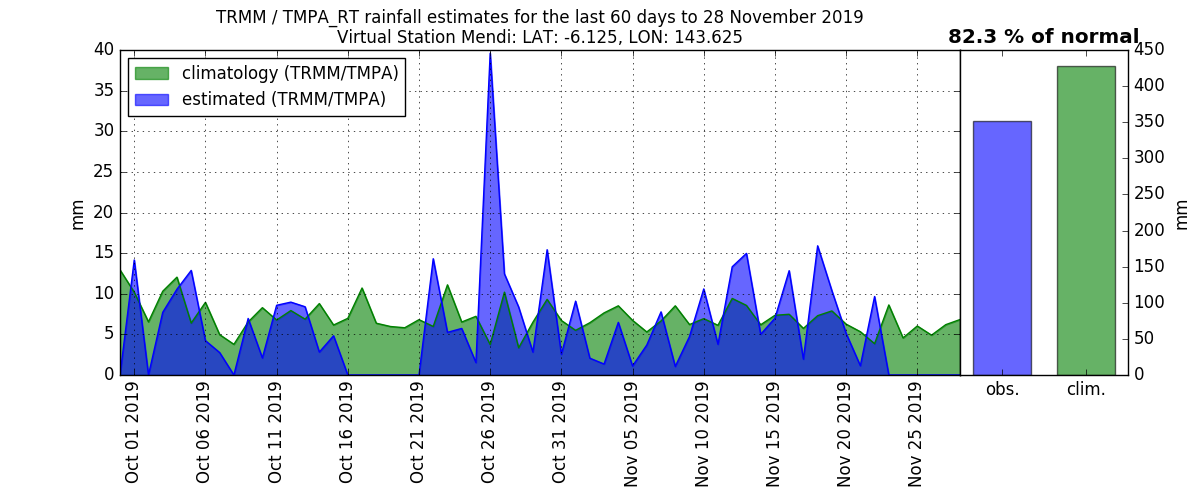 TRMM / TMPA_RT rainfall estimates for the last 60 days to 28 November 2019
Virtual Station Mendi: LAT: -6.125, LON: 143.625
82.3 % of normal
climatology (TRMM/TMPA)
estimated (TRMM/TMPA)
40
35
30
25
20
15
10
5
0
mm
Oct 01 2019
Oct 06 2019
Oct 11 2019
Oct 16 2019
Oct 21 2019
Oct 26 2019
Oct 31 2019
Nov 05 2019
Nov 10 2019
Nov 15 2019
Nov 20 2019
Nov 25 2019
obs.
clim.
450
400
350
300
250
200
150
100
50
0
mm